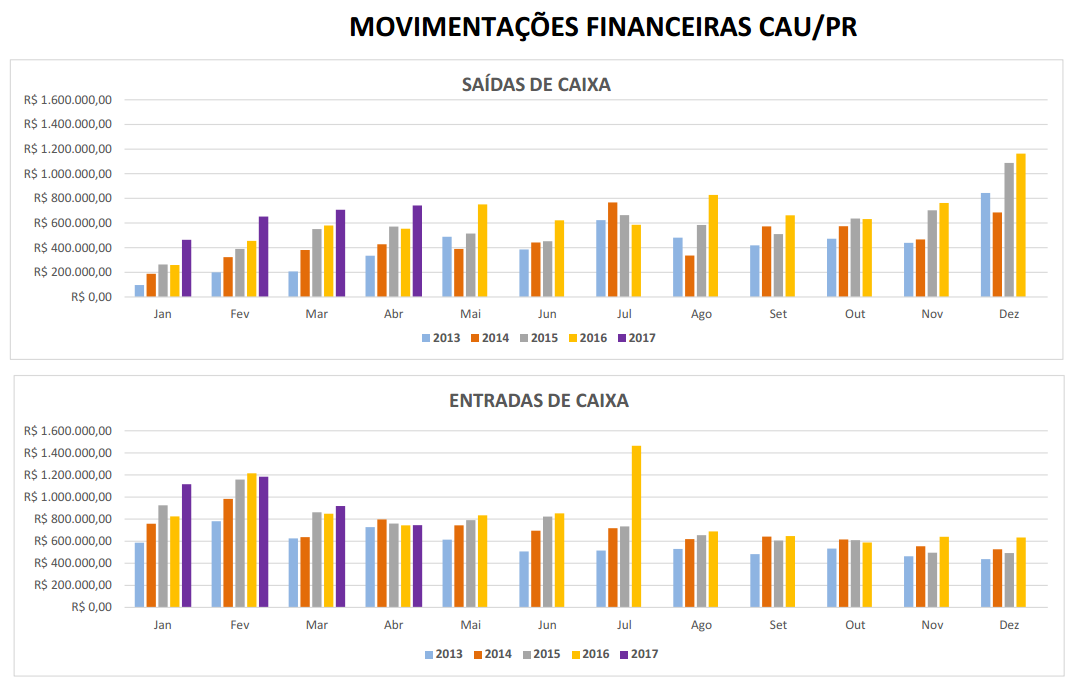 MOVIMENTAÇÕES FINANCEIRAS CAU/PR
SAÍDAS DE CAIXA
R$ 1.600.000,00
R$ 1.400.000,00
R$ 1.200.000,00
R$ 1.000.000,00
R$ 800.000,00
R$ 600.000,00
R$ 400.000,00
R$ 200.000,00
R$ 0,00
Jan Fev Mar Abr Mai Jun Jul Ago Set Out Nov Dez
2013 2014 2015 2016 2017
ENTRADAS DE CAIXA
R$ 1.600.000,00
R$ 1.400.000,00
R$ 1.200.000,00
R$ 1.000.000,00
R$ 800.000,00
R$ 600.000,00
R$ 400.000,00
R$ 200.000,00
R$ 0,00
Jan Fev Mar Abr Mai Jun Jul Ago Set Out Nov Dez
2013 2014 2015 2016 2017